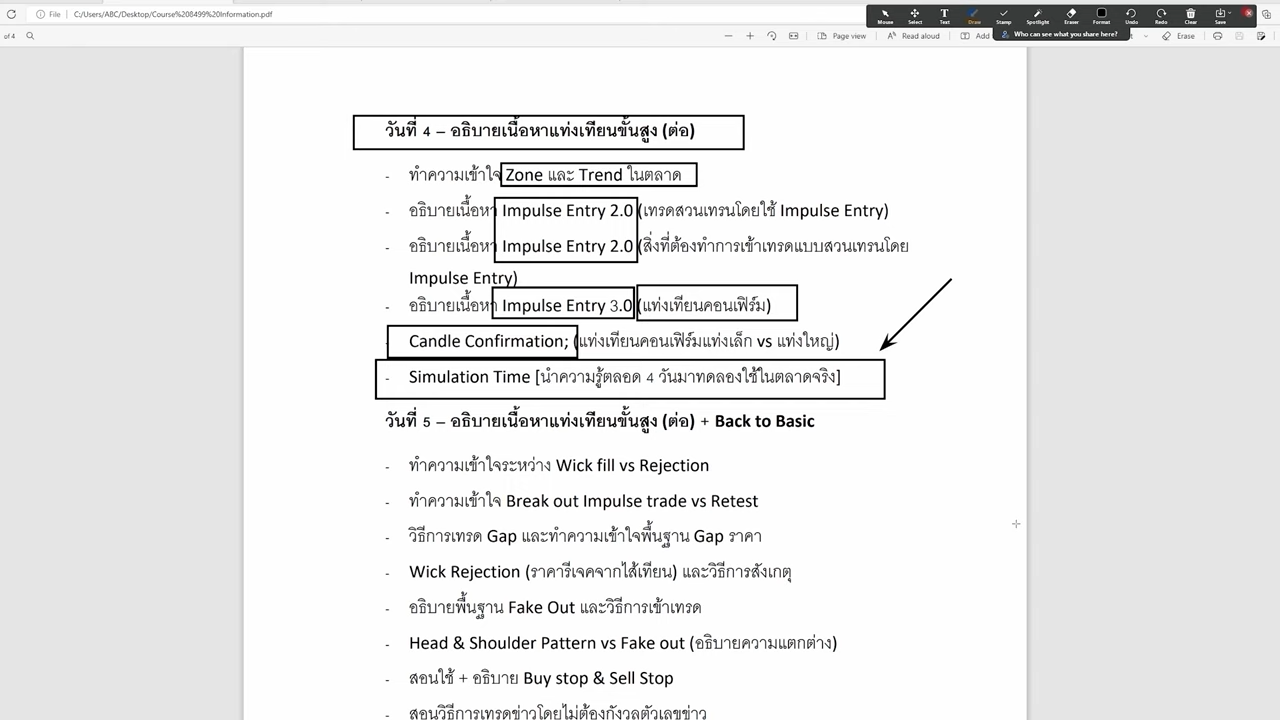 File
C:/Users/ABC/Desktop/Course%208499%20Information.pdf
Mouse Select Text Draw Stamp Spotlight Eraser Format Undo Redo Clear Save
Who can see what you share here?
of 4
Page view
Read aloud
Add
Erase
วันที่ 4 – อธิบายเนื้อหาแท่งเทียนขั้นสูง (ต่อ)
- ทำความเข้าใจ Zone และ Trend ในตลาด
- อธิบายเนื้อหา Impulse Entry 2.0 (เทรดสวนเทรนโดยใช้ Impulse Entry)
- อธิบายเนื้อหา Impulse Entry 2.0 (สิ่งที่ต้องทำการเข้าเทรดแบบสวนเทรนโดย
Impulse Entry)
- อธิบายเนื้อหา Impulse Entry 3.0 (แท่งเทียนคอนเฟิร์ม)
- Candle Confirmation; (แท่งเทียนคอนเฟิร์มแท่งเล็ก vs แท่งใหญ่)
- Simulation Time [นำความรู้ตลอด 4 วันมาทดลองใช้ในตลาดจริง]
วันที่ 5 – อธิบายเนื้อหาแท่งเทียนขั้นสูง (ต่อ) + Back to Basic
- ทำความเข้าใจระหว่าง Wick fill vs Rejection
- ทำความเข้าใจ Break out Impulse trade vs Retest
- วิธีการเทรด Gap และทำความเข้าใจพื้นฐาน Gap ราคา
- Wick Rejection (ราคารีเจคจากไส้เทียน) และวิธีการสังเกตุ
- อธิบายพื้นฐาน Fake Out และวิธีการเข้าเทรด
- Head & Shoulder Pattern vs Fake out (อธิบายความแตกต่าง)
- สอนใช้ + อธิบาย Buy stop & Sell Stop
- สอนวิธีการเทรดข่าวโดยไม่ต้องกังวลตัวเลขข่าว